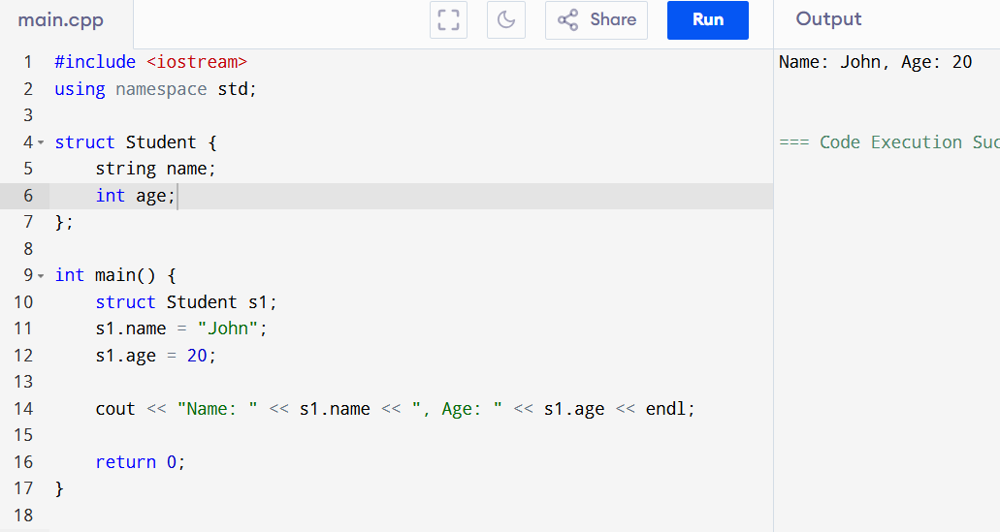 main.cpp Share Run Output
1 #include <iostream>
2 using namespace std;
3
4 struct Student {
5     string name;
6     int age;
7 };
8
9 int main() {
10     struct Student s1;
11     s1.name = "John";
12     s1.age = 20;
13
14     cout << "Name: " << s1.name << ", Age: " << s1.age << endl;
15
16     return 0;
17 }
18
Name: John, Age: 20
=== Code Execution Suc